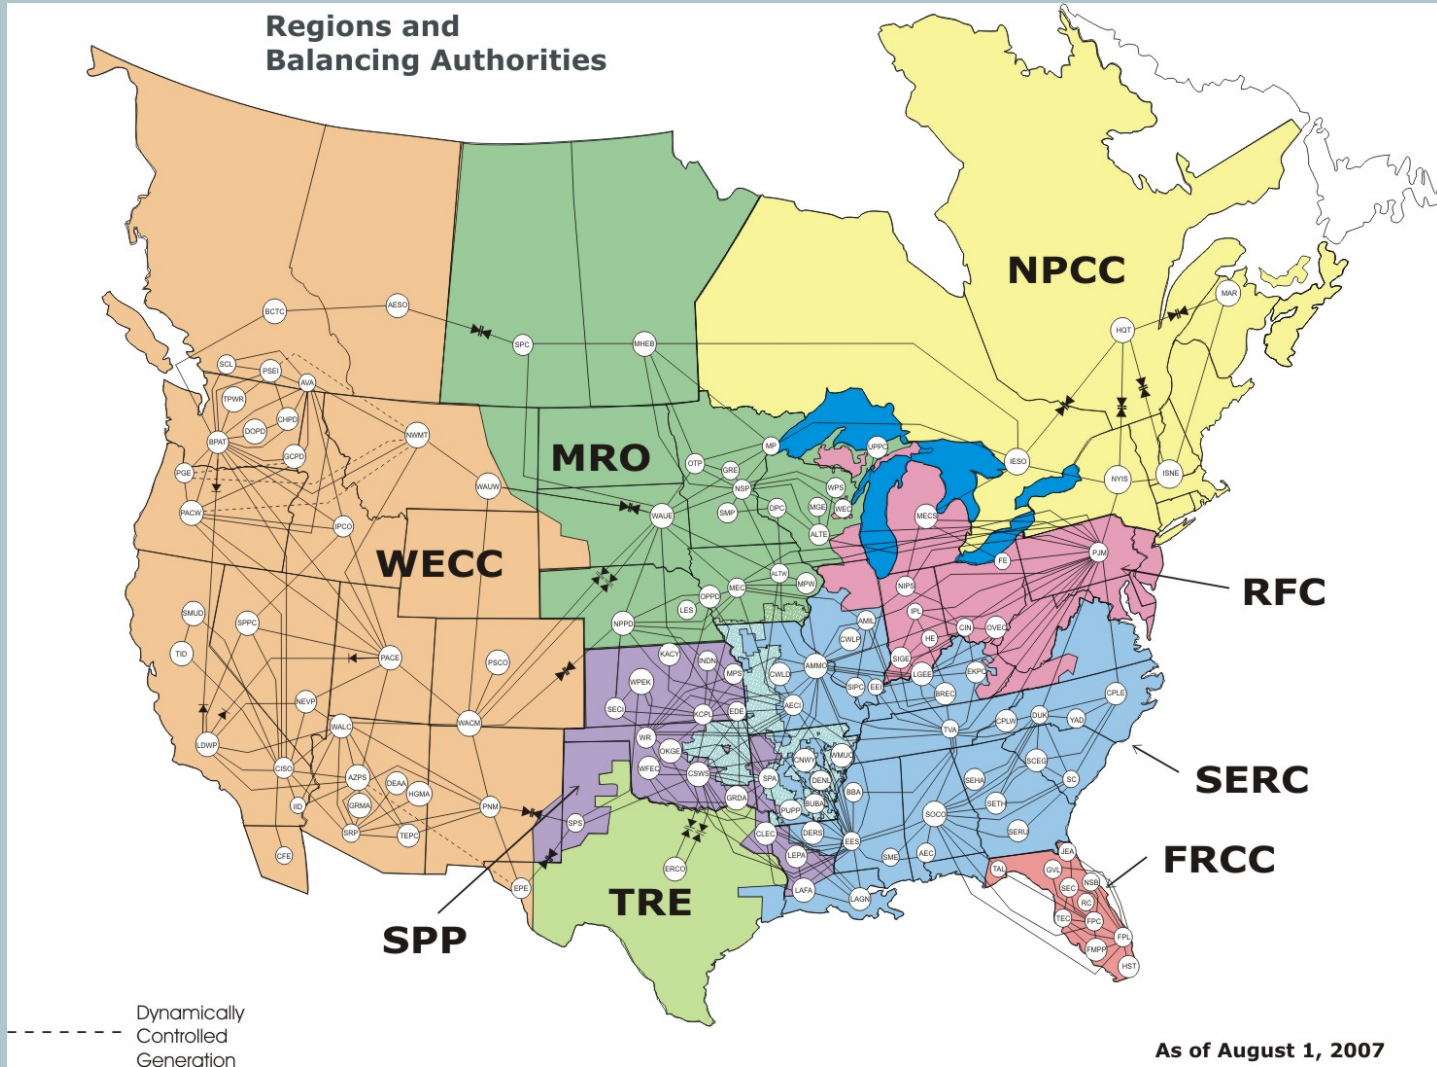 Regions and
Balancing Authorities
NPCC
MRO
WECC
RFC
SERC
FRCC
TRE
SPP
BCTC
AESO
SPC
MHEB
HQT
MAR
SCL
PSEI
AVA
TPWR
CHPD
DOPD
BPAT
GCPD
NWMT
PGE
WAUW
PACW
IPCO
OTP
GRE
MP
NSP
UPPC
WPS
WAUE
SMP
DPC
MGE
WEC
ALTE
IESO
NYIS
ISNE
MECS
PJM
FE
SMUD
SPPC
TID
PACE
PSCO
NEVP
WACM
WALC
LDWP
CISO
AZPS
DEAA
HGMA
GRMA
IID
SRP
TEPC
PNM
CFE
EPE
ALTW
MEC
MPW
OPPD
LES
NPPD
NIPS
IPL
HE
CIN
OVEC
SIGE
LGEE
EKPC
BREC
AMIL
CWLP
KACY
INDN
MPS
CWLD
AMMO
SIPC
EEI
WPEK
SECI
KCPL
EDE
AECI
WR
OKGE
WFEC
CSWS
SPA
CNWY
WMUC
DENL
GRDA
PUPP
BUBA
BBA
SPS
ERCO
CLEC
DERS
EES
LEPA
LAFA
LAGN
SME
AEC
SOCO
TVA
CPLW
DUK
YAD
CPLE
SCEG
SC
SEHA
SETH
SERU
JEA
TAL
GVL
NSB
SEC
RC
TEC
FPC
FPL
FMPP
HST
Dynamically
Controlled
Generation
As of August 1, 2007